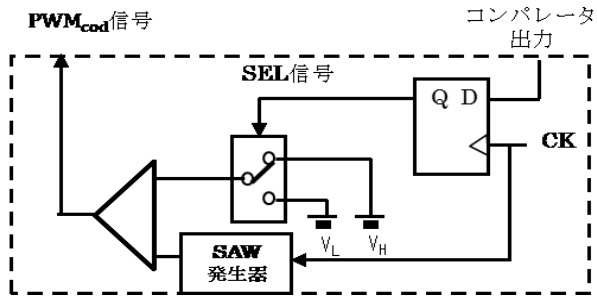 PWMcod信号
コンパレータ
出力
SEL信号
Q D
CK
VL
VH
SAW
発生器